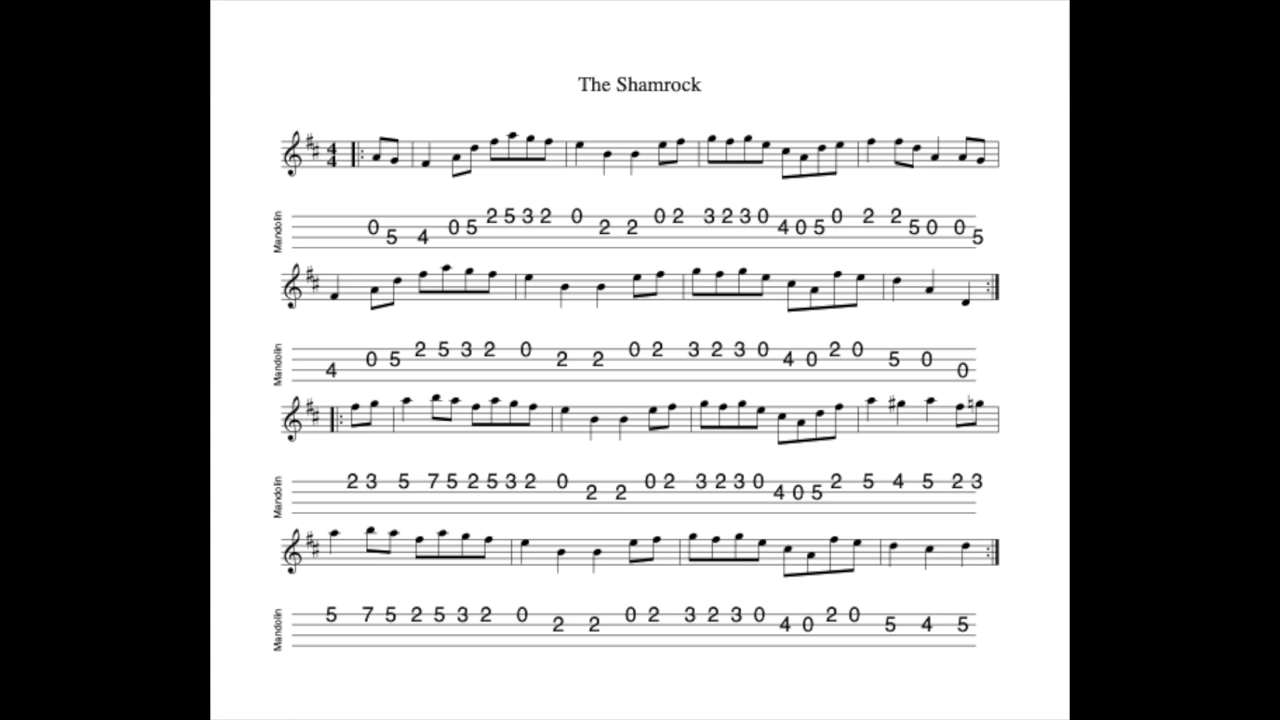 The Shamrock
4
4
Mandolin 0 5 4 0 5 2 5 3 2 0 2 2 0 2 3 2 3 0 4 0 5 0 2 2 5 0 0 5
Mandolin 4 0 5 2 5 3 2 0 2 2 0 2 3 2 3 0 4 0 2 0 5 0 0
Mandolin 2 3 5 7 5 2 5 3 2 0 2 2 0 2 3 2 3 0 4 0 5 2 5 4 5 2 3
Mandolin 5 7 5 2 5 3 2 0 2 2 0 2 3 2 3 0 4 0 2 0 5 4 5